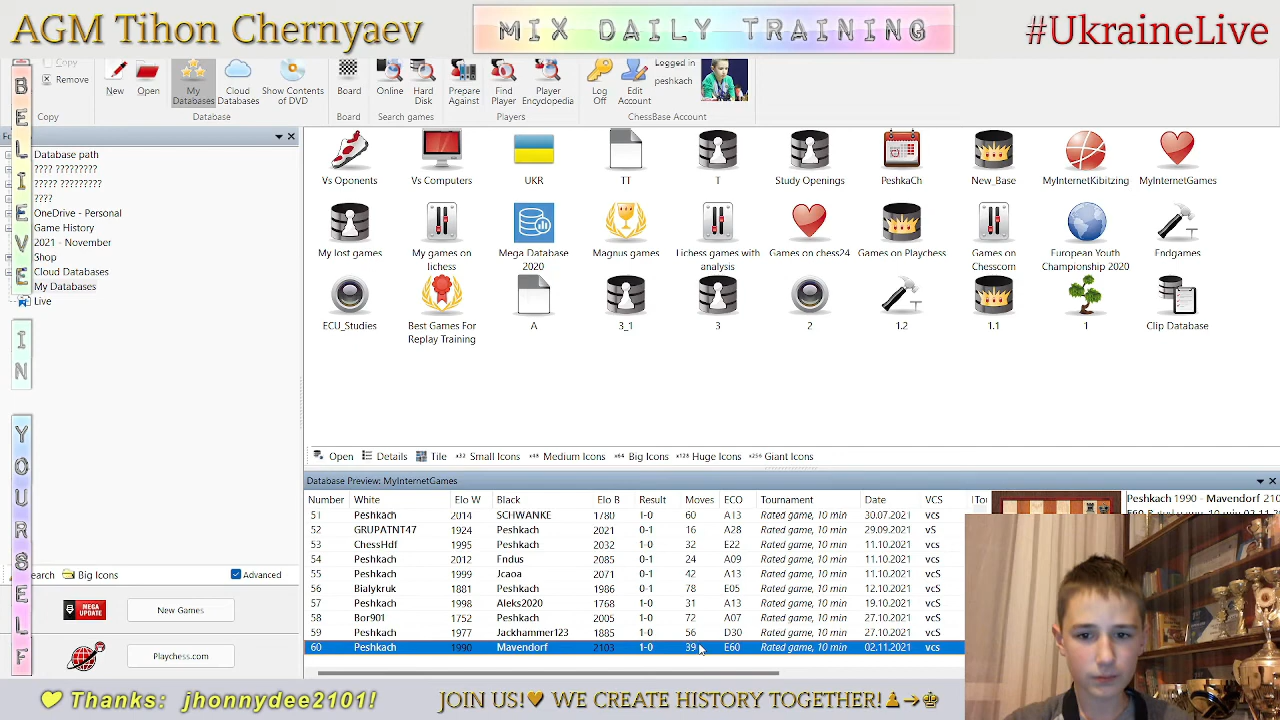 AGM Tihon Chernyaev
MIX DAILY TRAINING
#UkraineLive
BELIEVE
IN
YOURSELF
Copy
Remove
Copy
New
Open
My Databases
Cloud Databases
Show Contents of DVD
Database
Board
Board
Online
Hard Disk
Search games
Prepare Against
Find Player
Player Encyclopedia
Players
Log Off
Edit Account
Logged in
peshkach
ChessBase Account
Database path
???? ?????????
????? ?????????
????
OneDrive - Personal
Game History
2021 - November
Shop
Cloud Databases
My Databases
Live
Big Icons
Advanced
MEGA UPDATE
New Games
Playchess.com
Vs Oponents
Vs Computers
UKR
TT
T
Study Openings
PeshkaCh
New_Base
MyInternetKibitzing
MyInternetGames
My lost games
My games on lichess
Mega Database 2020
Magnus games
Lichess games with analysis
Games on chess24
Games on Playchess
Games on Chesscom
European Youth Championship 2020
Endgames
ECU_Studies
Best Games For Replay Training
A
3_1
3
2
1.2
1.1
1
Clip Database
Open Details Tile x32 Small Icons x48 Medium Icons x64 Big Icons x128 Huge Icons x256 Giant Icons
Database Preview: MyInternetGames
Number White Elo W Black Elo B Result Moves ECO Tournament Date VCS
51 Peshkach 2014 SCHWANKE 1780 1-0 60 A13 Rated game, 10 min 30.07.2021 vcs
52 GRUPATNT47 1924 Peshkach 2021 0-1 16 A28 Rated game, 10 min 29.09.2021 vS
53 ChessHdf 1995 Peshkach 2032 0-1 32 E22 Rated game, 10 min 11.10.2021 vcS
54 Peshkach 2012 Fndus 2085 0-1 24 A09 Rated game, 10 min 11.10.2021 vcS
55 Peshkach 1999 Jcaoa 2071 0-1 42 A13 Rated game, 10 min 11.10.2021 vcS
56 Bialykruk 1881 Peshkach 1986 0-1 78 E05 Rated game, 10 min 12.10.2021 vcS
57 Peshkach 1998 Aleks2020 1768 1-0 31 A13 Rated game, 10 min 19.10.2021 vcS
58 Bor901 1752 Peshkach 2005 1-0 72 A07 Rated game, 10 min 27.10.2021 vcS
59 Peshkach 1977 Jackhammer123 1885 1-0 56 D30 Rated game, 10 min 27.10.2021 vcS
60 Peshkach 1990 Mavendorf 2103 1-0 39 E60 Rated game, 10 min 02.11.2021 vcs
Peshkach 1990 - Mavendorf 210
Thanks: jhonnydee2101!
JOIN US! WE CREATE HISTORY TOGETHER!